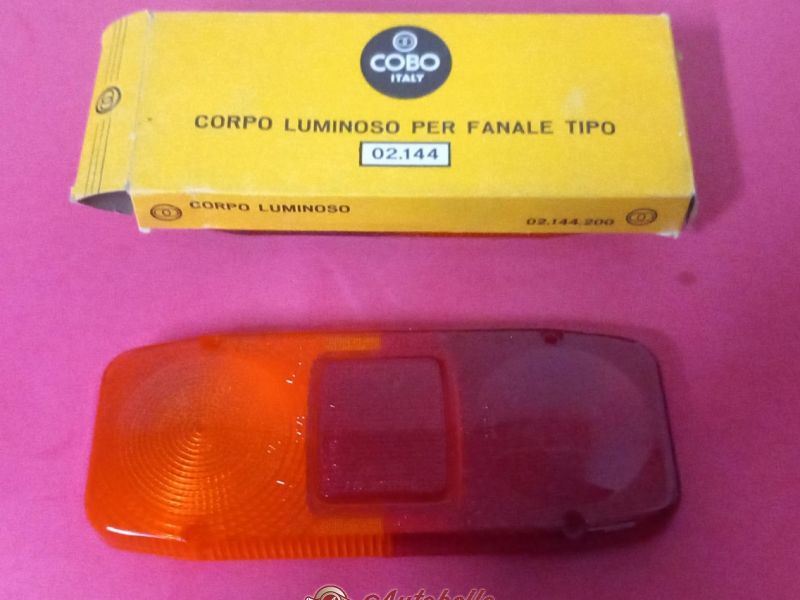 COBO
ITALY
CORPO LUMINOSO PER FANALE TIPO
02.144
CORPO LUMINOSO
02.144.200